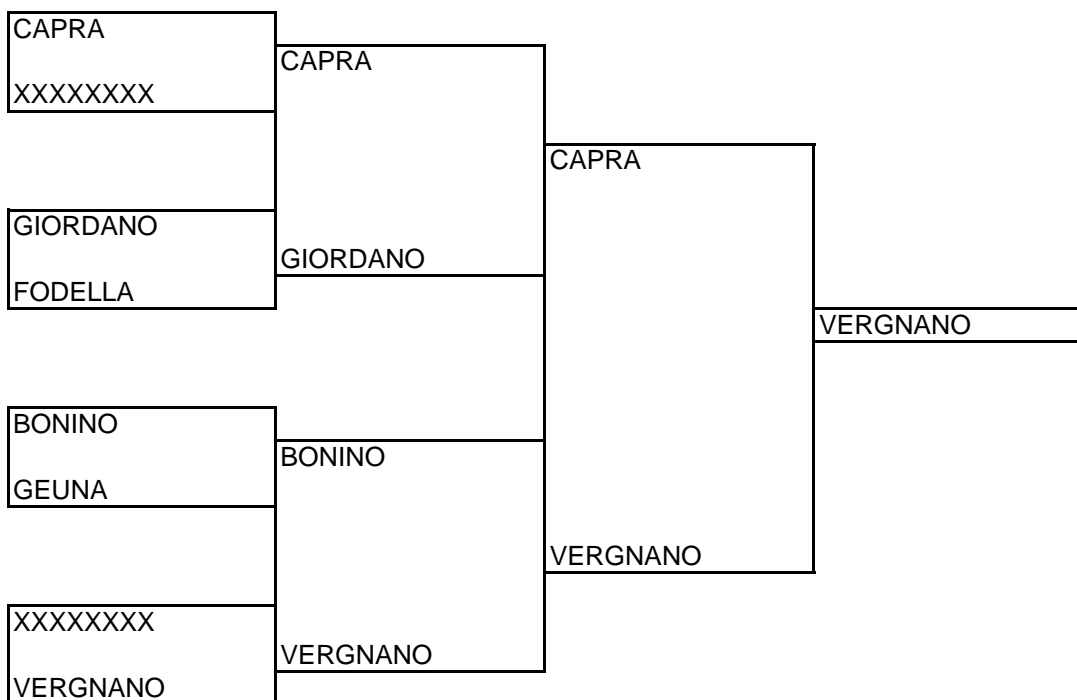 CAPRA
XXXXXXXX
GIORDANO
FODELLA
BONINO
GEUNA
XXXXXXXX
VERGNANO
CAPRA
GIORDANO
BONINO
VERGNANO
CAPRA
VERGNANO
VERGNANO